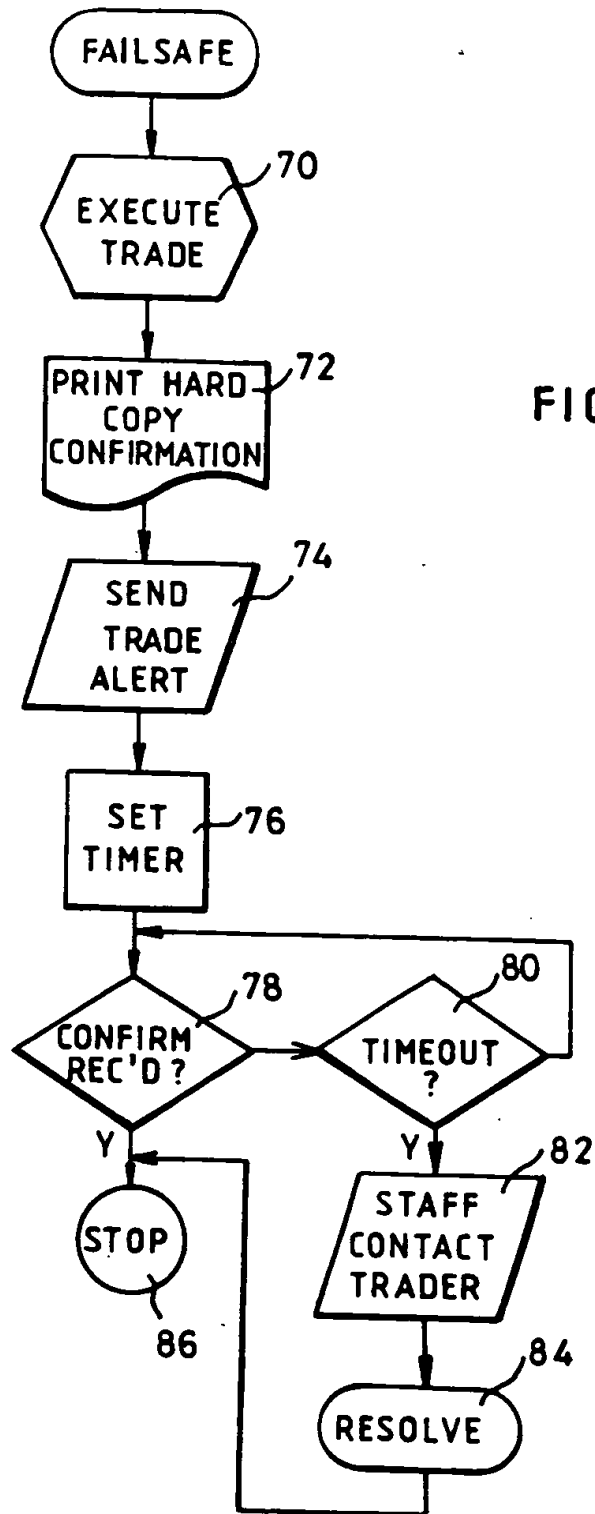 FAILSAFE
70
EXECUTE
TRADE
72
PRINT HARD
COPY
CONFIRMATION
FIG
74
SEND
TRADE
ALERT
SET
TIMER
76
78
CONFIRM
REC'D ?
80
TIMEOUT
?
Y
Y
82
STAFF
CONTACT
TRADER
STOP
86
84
RESOLVE